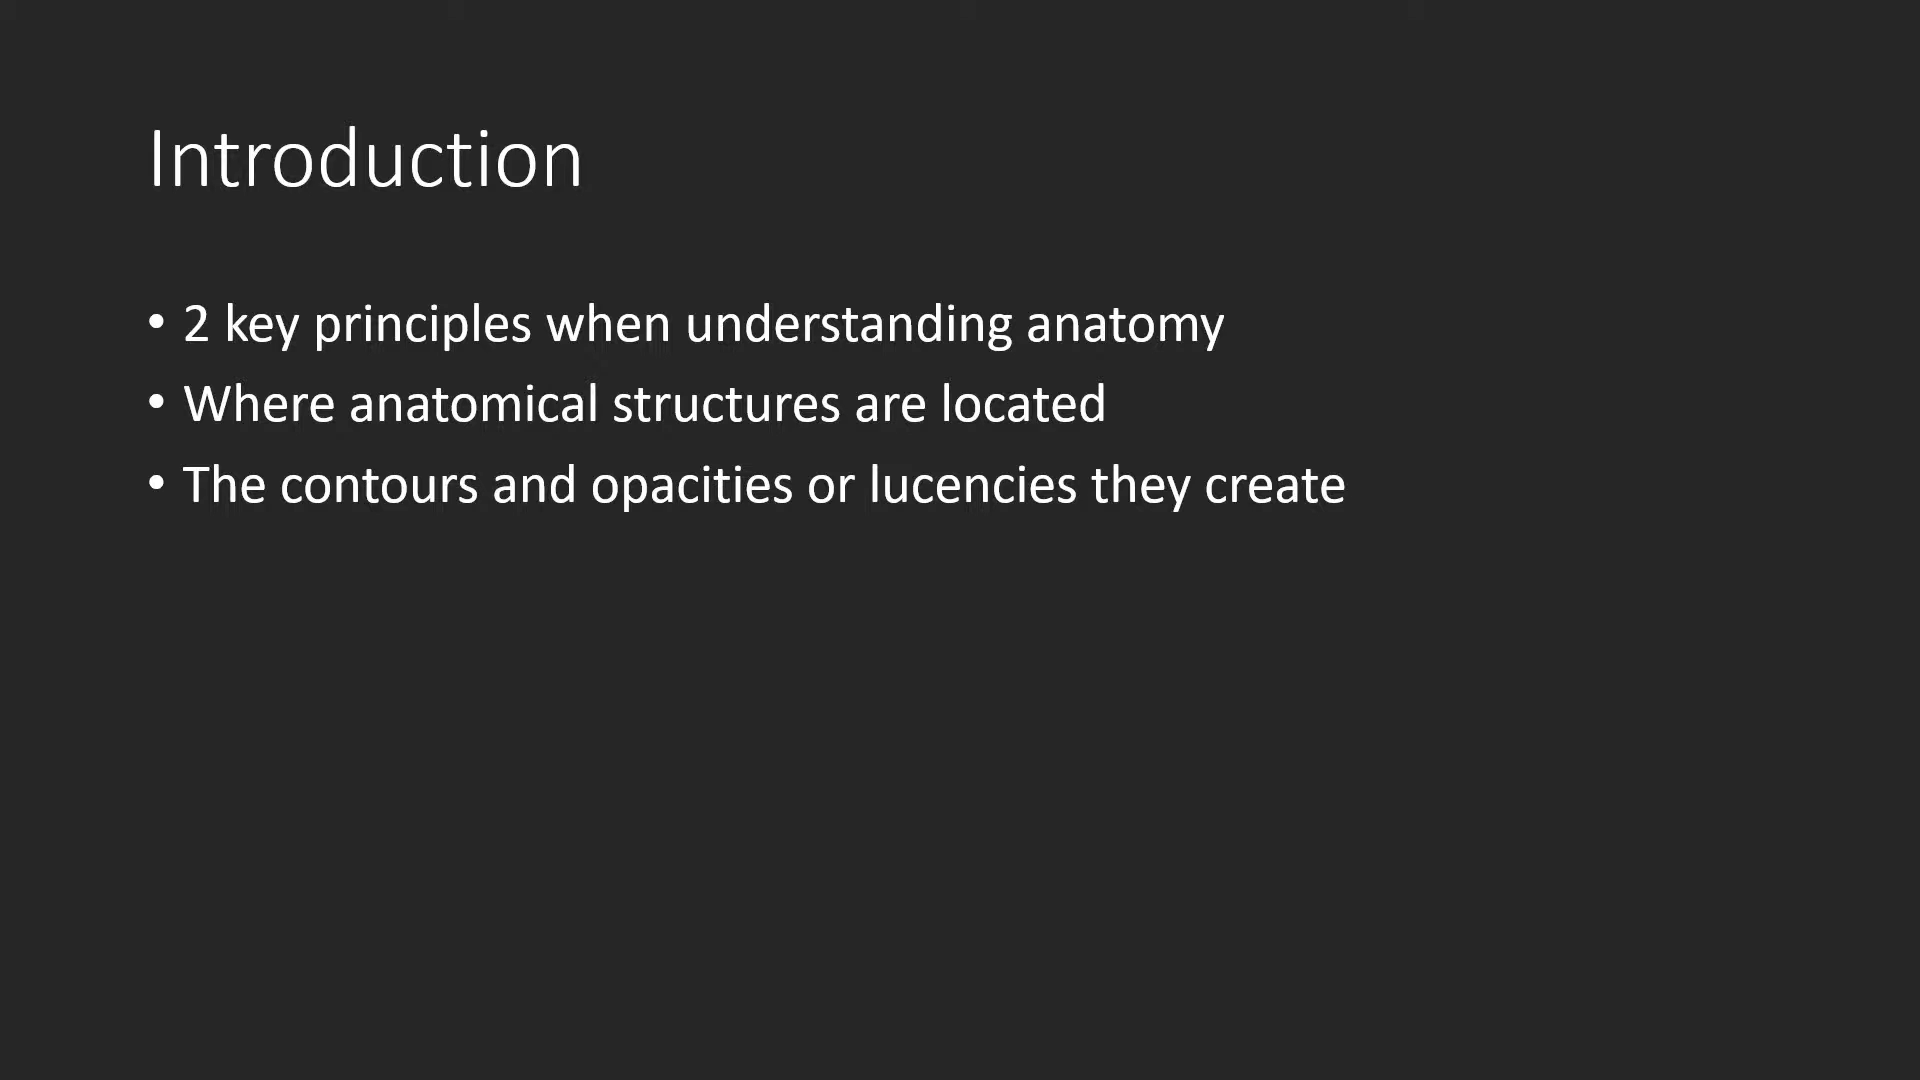 Introduction
• 2 key principles when understanding anatomy
• Where anatomical structures are located
• The contours and opacities or lucencies they create